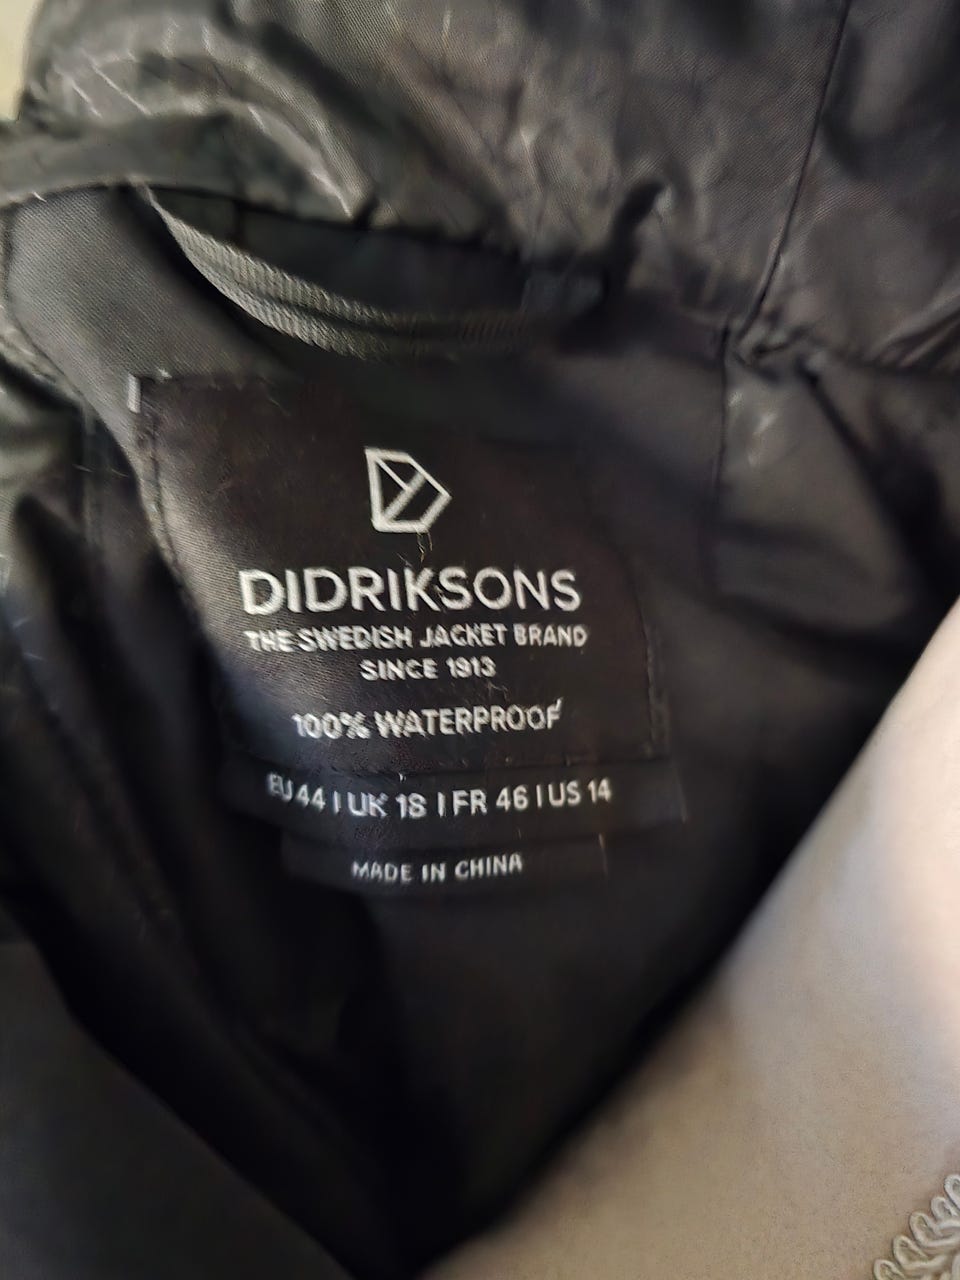 DIDRIKSONS
THE SWEDISH JACKET BRAND
SINCE 1913
100% WATERPROOF
EU 44 | UK 18 | FR 46 | US 14
MADE IN CHINA